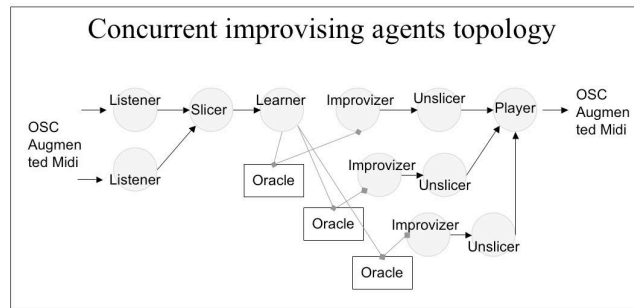 Concurrent improvising agents topology
Listener
Slicer
Learner
Improvizer
Unslicer
Player
OSC
Augmen
ted Midi
OSC
Augmen
ted Midi
Listener
Oracle
Improvizer
Unslicer
Oracle
Improvizer
Unslicer
Oracle